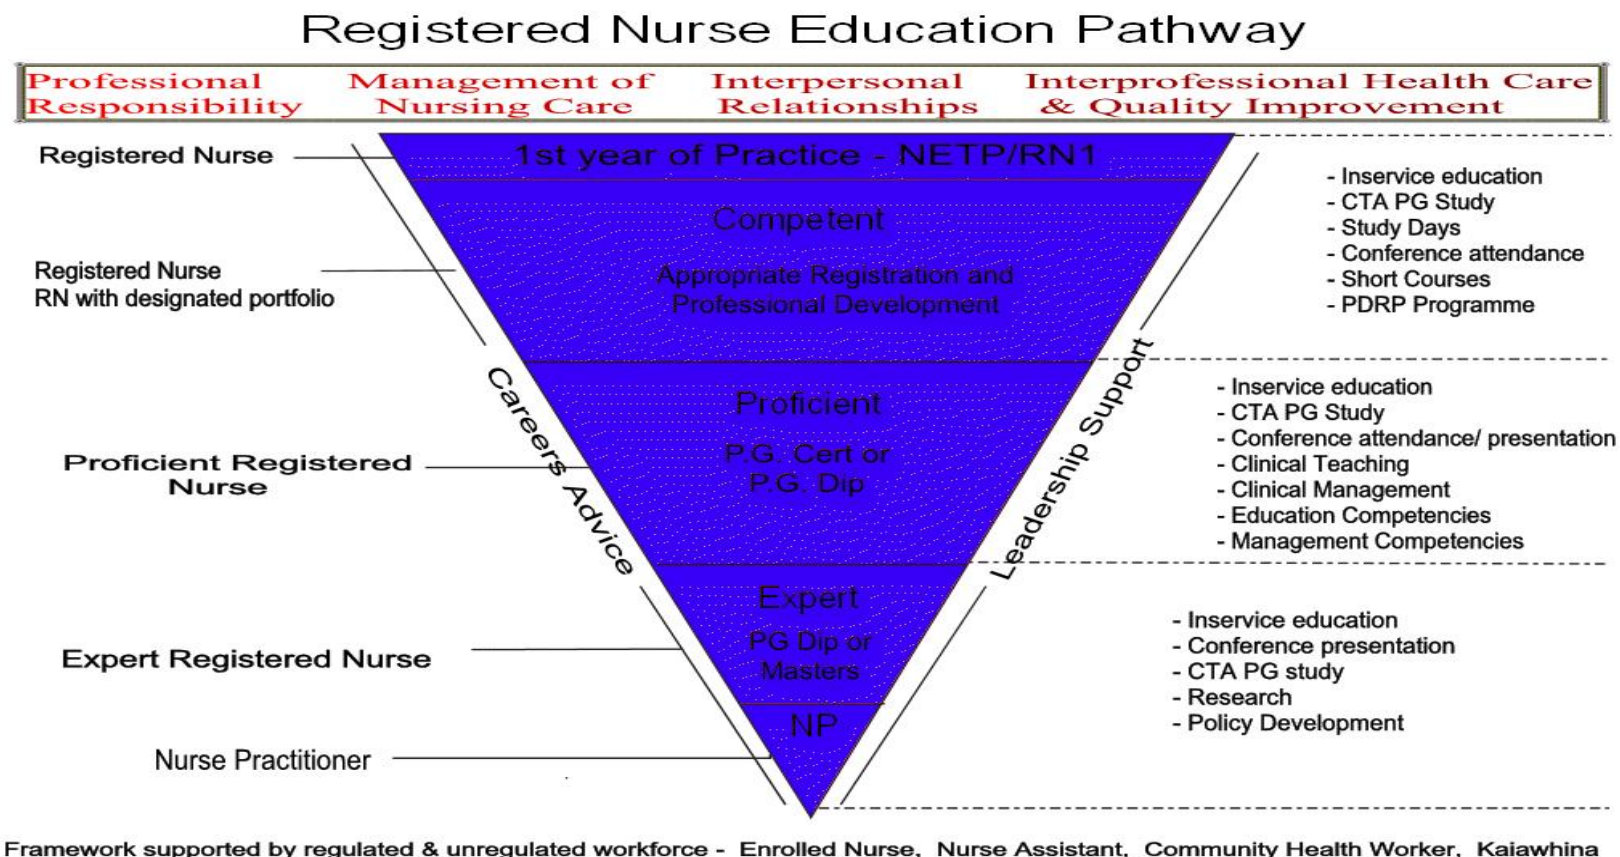 Registered Nurse Education Pathway
Professional Responsibility
Management of Nursing Care
Interpersonal Relationships
Interprofessional Health Care & Quality Improvement
Registered Nurse
1st year of Practice - NETP/RN1
Competent
Appropriate Registration and
Professional Development
Registered Nurse
RN with designated portfolio
- Inservice education
- CTA PG Study
- Study Days
- Conference attendance
- Short Courses
- PDRP Programme
Careers Advice
Leadership Support
Proficient Registered
Nurse
Proficient
P.G. Cert or
P.G. Dip
- Inservice education
- CTA PG Study
- Conference attendance/ presentation
- Clinical Teaching
- Clinical Management
- Education Competencies
- Management Competencies
Expert Registered Nurse
Expert
PG Dip or
Masters
- Inservice education
- Conference presentation
- CTA PG study
- Research
- Policy Development
Nurse Practitioner
NP
Framework supported by regulated & unregulated workforce - Enrolled Nurse, Nurse Assistant, Community Health Worker, Kaiawhina